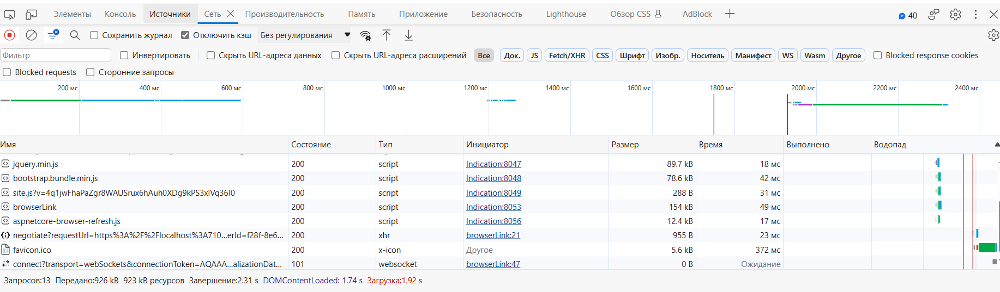 Элементы Консоль Источники Сеть Производительность Память Приложение Безопасность Lighthouse Обзор CSS AdBlock 40
Сохранить журнал Отключить кэш Без регулирования
Фильтр Инвертировать Скрыть URL-адреса данных Скрыть URL-адреса расширений Все Док. JS Fetch/XHR CSS Шрифт Изобр. Носитель Манифест WS Wasm Другое Blocked response cookies
Blocked requests Сторонние запросы
200 мс 400 мс 600 мс 800 мс 1000 мс 1200 мс 1400 мс 1600 мс 1800 мс 2000 мс 2200 мс 2400 мс
Имя Состояние Тип Инициатор Размер Время Выполнено Водопад
jquery.min.js 200 script Indication:8047 89.7 kB 18 мс
bootstrap.bundle.min.js 200 script Indication:8048 78.6 kB 42 мс
site.js?v=4q1jwFhaPaZgr8WAUSrux6hAuh0XDg9kPS3xIVq36I0 200 script Indication:8049 288 B 31 мс
browserLink 200 script Indication:8053 154 kB 49 мс
aspnetcore-browser-refresh.js 200 script Indication:8056 12.4 kB 17 мс
negotiate?requestUrl=https%3A%2F%2Flocalhost%3A710...erId=f28f-8e6... 200 xhr browserLink:21 955 B 23 мс
favicon.ico 200 x-icon Другое 5.6 kB 372 мс
connect?transport=webSockets&connectionToken=AQAAA...alizationDat... 101 websocket browserLink:47 0 B Ожидание
Запросов:13 Передано:926 kB 923 kB ресурсов Завершение:2.31 s DOMContentLoaded: 1.74 s Загрузка:1.92 s